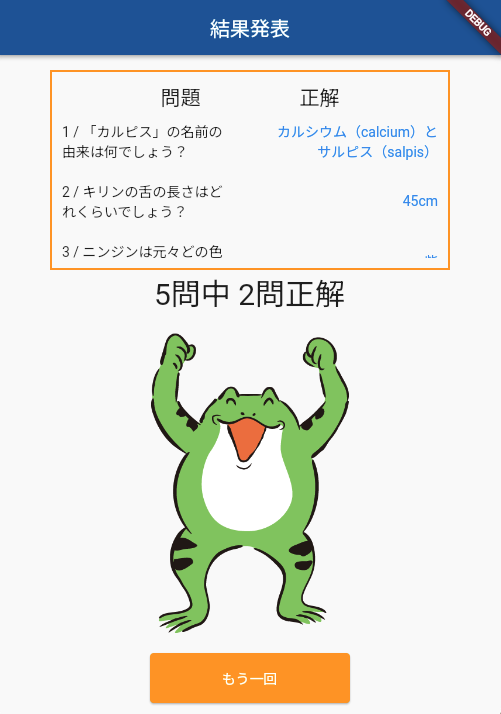 結果発表
DEBUG
問題 正解
1 / 「カルピス」の名前の
由来は何でしょう？
カルシウム（calcium）と
サルピス（salpis）
2 / キリンの舌の長さはど
れくらいでしょう？
45cm
3 / ニンジンは元々どの色
5問中 2問正解
もう一回